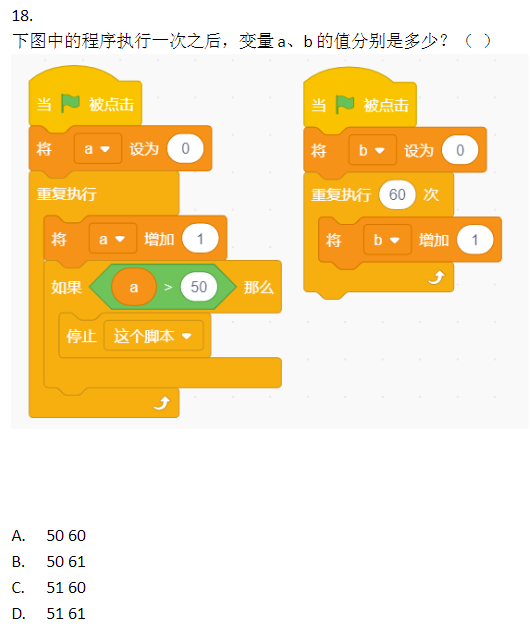 18.
下图中的程序执行一次之后，变量 a、b 的值分别是多少？（ ）
当 被点击
将 a 设为 0
重复执行
将 a 增加 1
如果 a > 50 那么
停止 这个脚本
当 被点击
将 b 设为 0
重复执行 60 次
将 b 增加 1
A. 50 60
B. 50 61
C. 51 60
D. 51 61